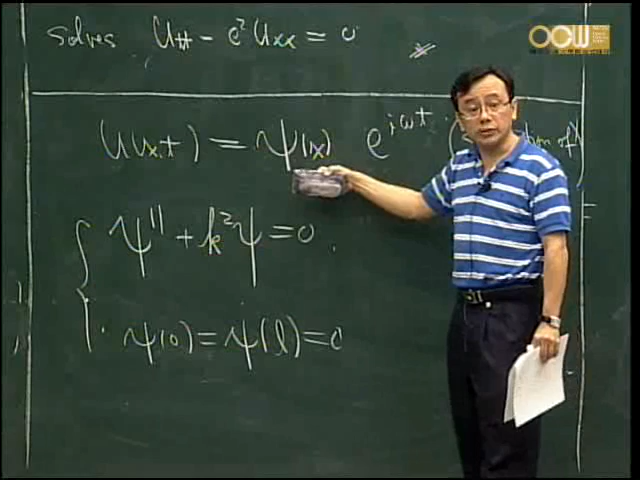 solves u_tt - c²u_xx = 0
u(x,t) = ψ(x) e^{iωt}
ψ'' + k²ψ = 0
ψ(0) = ψ(l) = 0
OCW